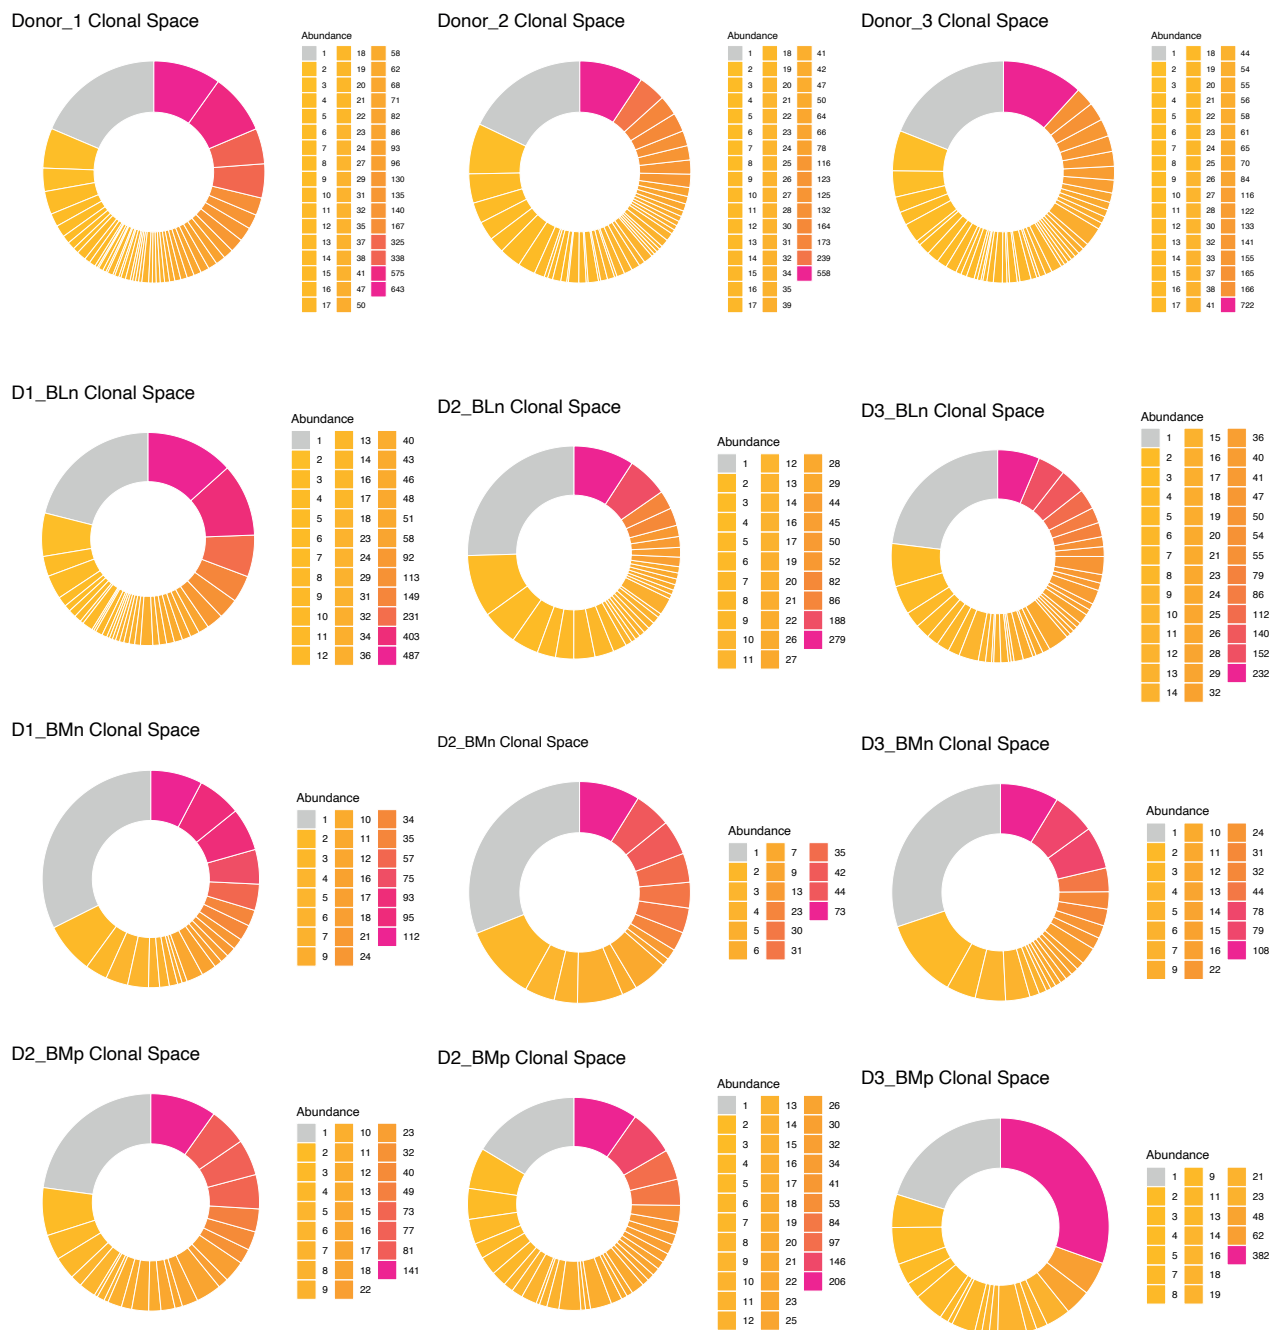 Donor_1 Clonal Space
Abundance
1 18 58
2 19 62
3 20 68
4 21 71
5 22 82
6 23 86
7 24 93
8 27 96
9 29 130
10 31 135
11 32 140
12 35 167
13 37 325
14 38 338
15 41 575
16 47 643
17 50
Donor_2 Clonal Space
Abundance
1 18 41
2 19 42
3 20 47
4 21 50
5 22 64
6 23 66
7 24 78
8 25 116
9 26 123
10 27 125
11 28 132
12 30 164
13 31 173
14 32 239
15 34 558
16 35
17 39
Donor_3 Clonal Space
Abundance
1 18 44
2 19 54
3 20 55
4 21 56
5 22 58
6 23 61
7 24 65
8 25 70
9 26 84
10 27 116
11 28 122
12 30 133
13 32 141
14 33 155
15 37 165
16 38 166
17 41 722
D1_BLn Clonal Space
Abundance
1 13 40
2 14 43
3 16 46
4 17 48
5 18 51
6 23 58
7 24 92
8 29 113
9 31 149
10 32 231
11 34 403
12 36 487
D2_BLn Clonal Space
Abundance
1 12 28
2 13 29
3 14 44
4 16 45
5 17 50
6 19 52
7 20 82
8 21 86
9 22 188
10 26 279
11 27
D3_BLn Clonal Space
Abundance
1 15 36
2 16 40
3 17 41
4 18 47
5 19 50
6 20 54
7 21 55
8 23 79
9 24 86
10 25 112
11 26 140
12 28 152
13 29 232
14 32
D1_BMn Clonal Space
Abundance
1 10 34
2 11 35
3 12 57
4 16 75
5 17 93
6 18 95
7 21 112
9 24
D2_BMn Clonal Space
Abundance
1 7 35
2 9 42
3 13 44
4 23 73
5 30
6 31
D3_BMn Clonal Space
Abundance
1 10 24
2 11 31
3 12 32
4 13 44
5 14 78
6 15 79
7 16 108
9 22
D2_BMp Clonal Space
Abundance
1 10 23
2 11 32
3 12 40
4 13 49
5 15 73
6 16 77
7 17 81
8 18 141
9 22
D2_BMp Clonal Space
Abundance
1 13 26
2 14 30
3 15 32
4 16 34
5 17 41
6 18 53
7 19 84
8 20 97
9 21 146
10 22 206
11 23
12 25
D3_BMp Clonal Space
Abundance
1 9 21
2 11 23
3 13 48
4 14 62
5 16 382
7 18
8 19